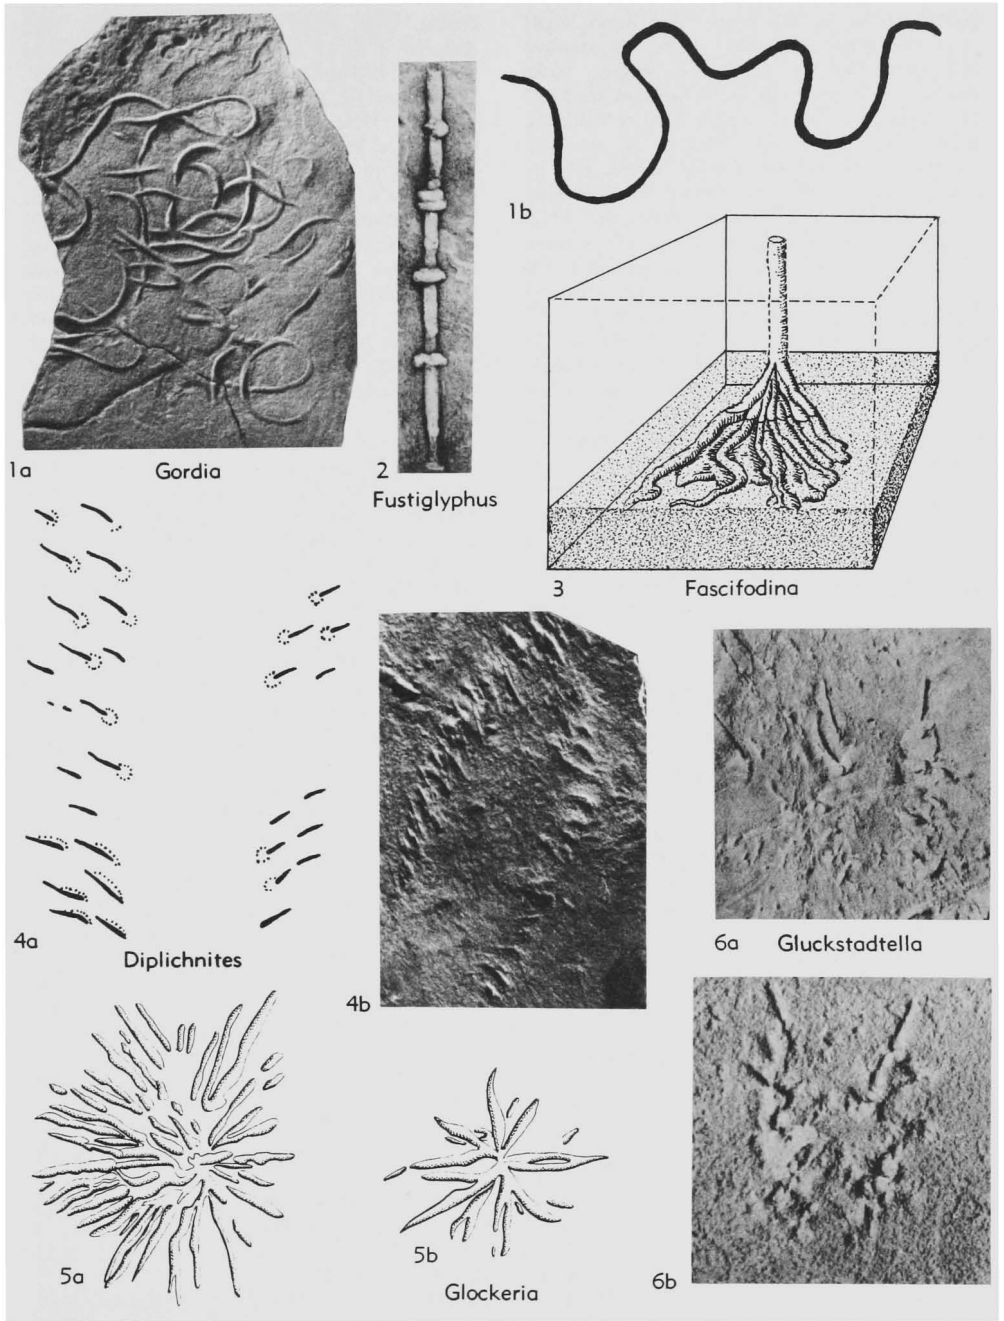 1a
Gordia
2
Fustiglyphus
1b
3
Fascifodina
4a
Diplichnites
4b
6a
Gluckstadtella
5a
5b
Glockeria
6b